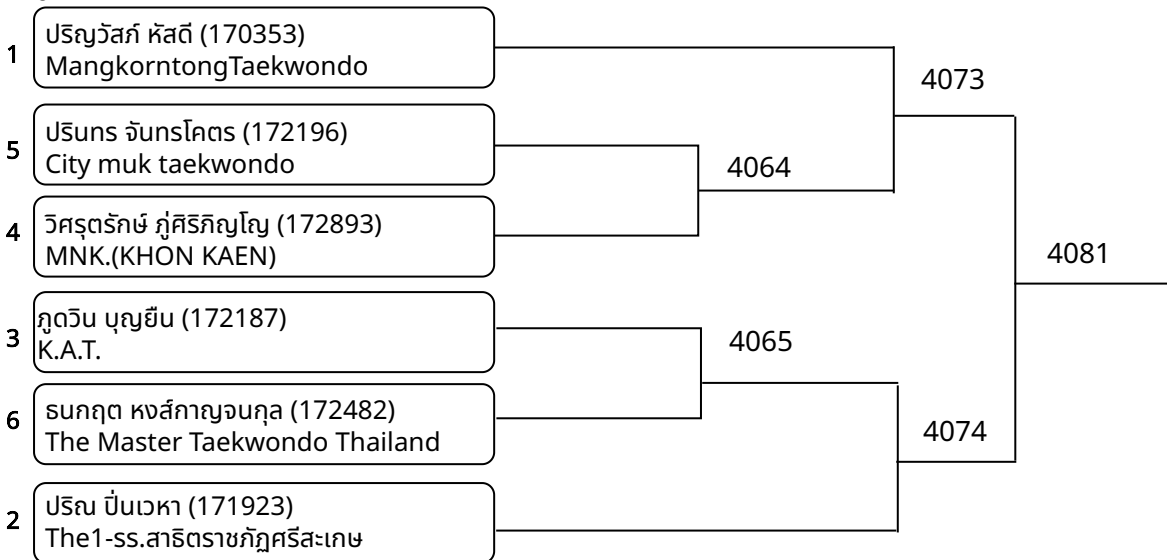 1
ปริญวัสภ์ หัสดี (170353)
MangkorntongTaekwondo
4073
5
ปรินทร จันทรโคตร (172196)
City muk taekwondo
4064
4
วิศรุตรักษ์ ภู่ศิริภิญโญ (172893)
MNK.(KHON KAEN)
4081
3
ภูดวิน บุญยืน (172187)
K.A.T.
4065
6
ธนกฤต หงส์กาญจนกุล (172482)
The Master Taekwondo Thailand
4074
2
ปริณ ปิ่นเวหา (171923)
The1-รร.สาธิตราชภัฏศรีสะเกษ